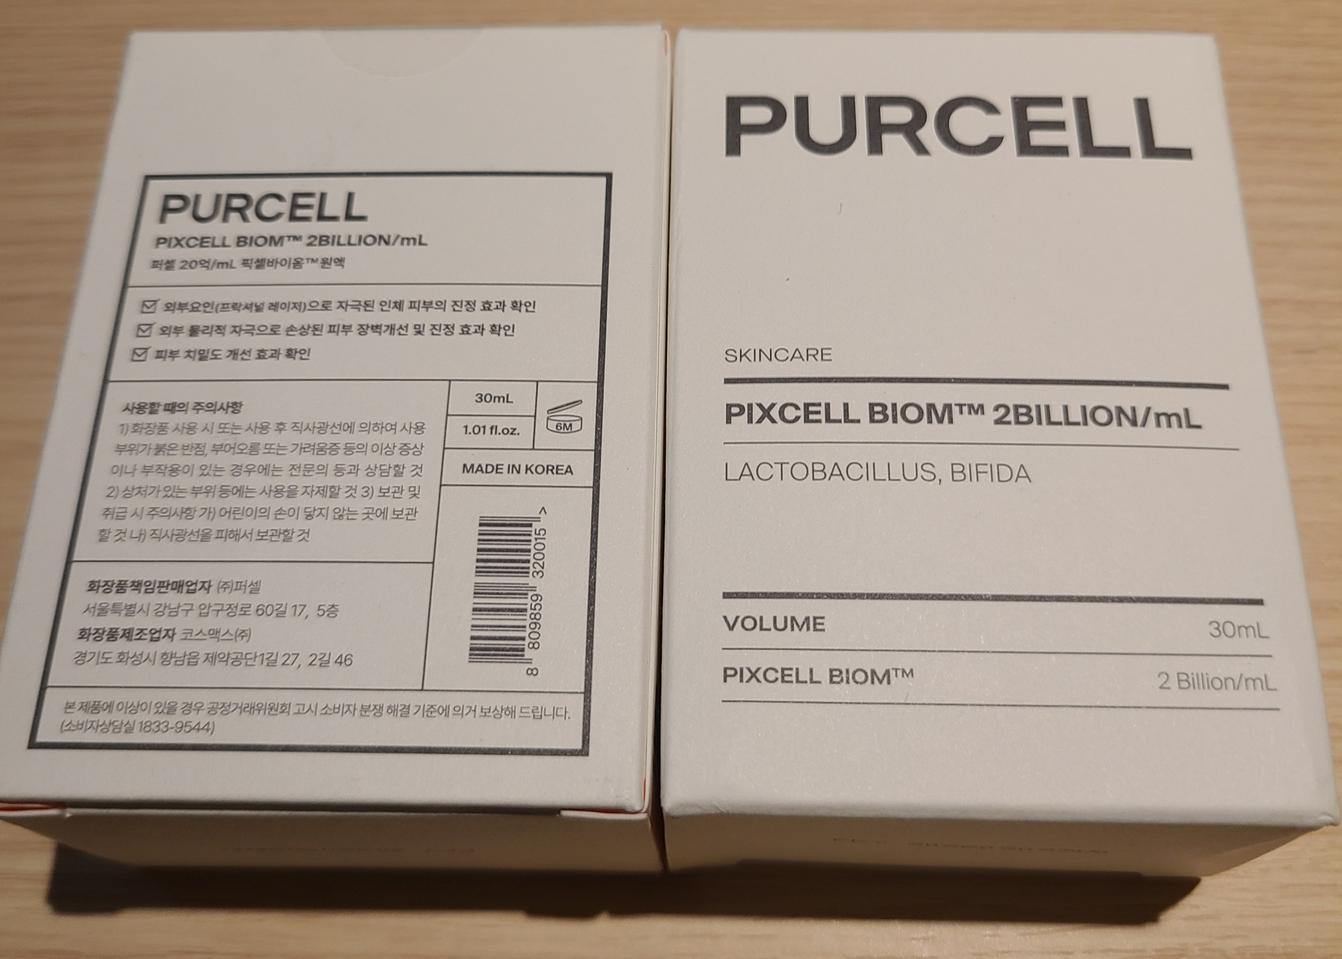 PURCELL
PIXCELL BIOM™ 2BILLION/mL
퍼셀 20억/mL 픽셀바이옴™원액
외부요인(프락셔널 레이저)으로 자극된 인체 피부의 진정 효과 확인
외부 물리적 자극으로 손상된 피부 장벽개선 및 진정 효과 확인
피부 치밀도 개선 효과 확인
사용할 때의 주의사항
1) 화장품 사용 시 또는 사용 후 직사광선에 의하여 사용
부위가 붉은 반점, 부어오름 또는 가려움증 등의 이상 증상
이나 부작용이 있는 경우에는 전문의 등과 상담할 것
2) 상처가 있는 부위 등에는 사용을 자제할 것 3) 보관 및
취급 시 주의사항 가) 어린이의 손이 닿지 않는 곳에 보관
할 것 나) 직사광선을 피해서 보관할 것
30mL
1.01 fl.oz.
6M
MADE IN KOREA
8 809859 320015 >
화장품책임판매업자 ㈜퍼셀
서울특별시 강남구 압구정로 60길 17, 5층
화장품제조업자 코스맥스㈜
경기도 화성시 향남읍 제약공단1길 27, 2길 46
본 제품에 이상이 있을 경우 공정거래위원회 고시 소비자 분쟁 해결 기준에 의거 보상해 드립니다.
(소비자상담실 1833-9544)
PURCELL
SKINCARE
PIXCELL BIOM™ 2BILLION/mL
LACTOBACILLUS, BIFIDA
VOLUME 30mL
PIXCELL BIOM™ 2 Billion/mL